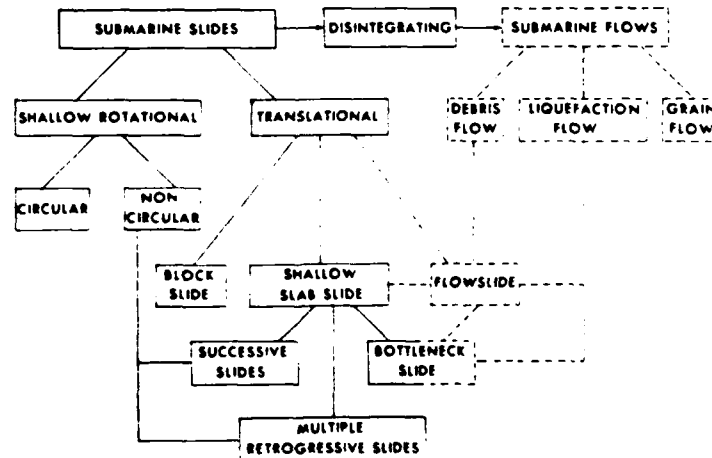 SUBMARINE SLIDES
DISINTEGRATING
SUBMARINE FLOWS
SHALLOW ROTATIONAL
TRANSLATIONAL
DEBRIS
FLOW
LIQUEFACTION
FLOW
GRAIN
FLOW
CIRCULAR
NON
CIRCULAR
BLOCK
SLIDE
SHALLOW
SLAB SLIDE
FLOWSLIDE
SUCCESSIVE
SLIDES
BOTTLENECK
SLIDE
MULTIPLE
RETROGRESSIVE SLIDES